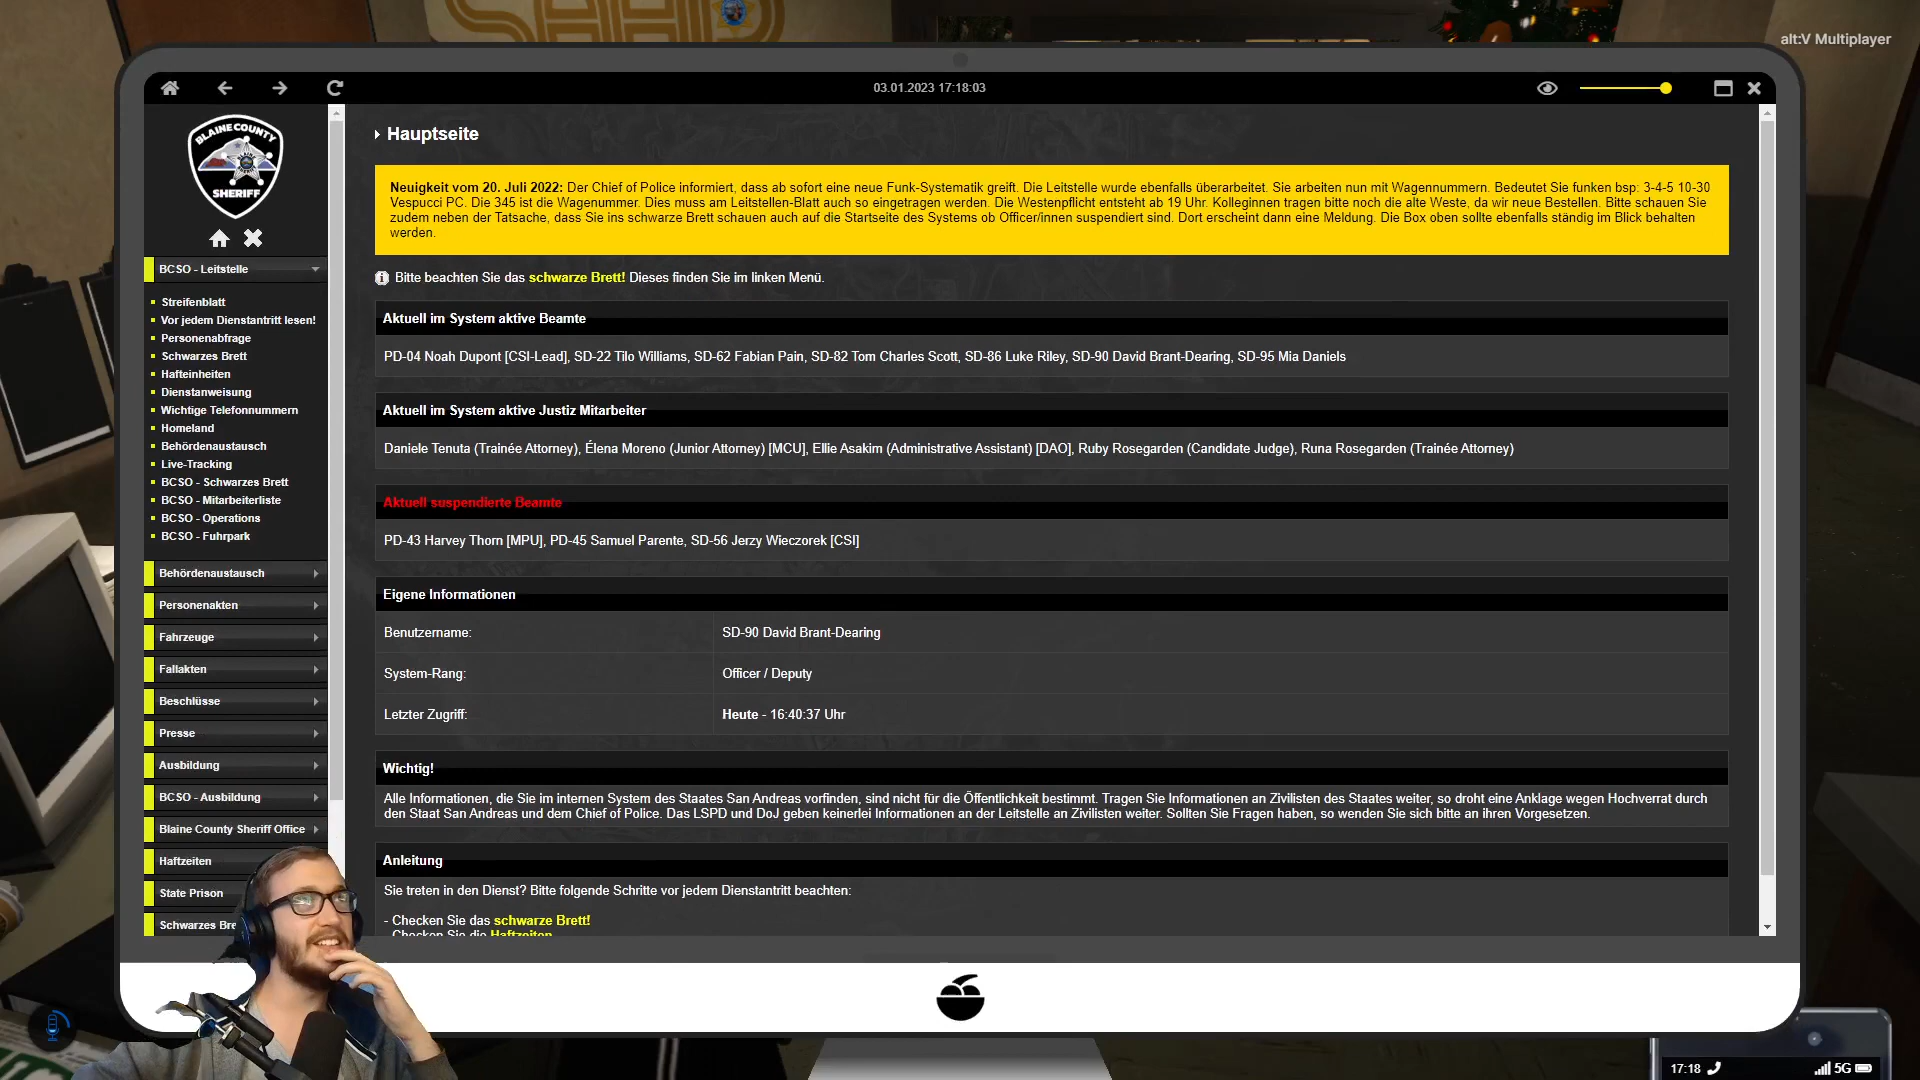 alt:V Multiplayer
03.01.2023 17:18:03
BLAINE COUNTY
SHERIFF
BCSO - Leitstelle
Streifenblatt
Vor jedem Dienstantritt lesen!
Personenabfrage
Schwarzes Brett
Hafteinheiten
Dienstanweisung
Wichtige Telefonnummern
Homeland
Behördenaustausch
Live-Tracking
BCSO - Schwarzes Brett
BCSO - Mitarbeiterliste
BCSO - Operations
BCSO - Fuhrpark
Behördenaustausch
Personenakten
Fahrzeuge
Fallakten
Beschlüsse
Presse
Ausbildung
BCSO - Ausbildung
Blaine County Sheriff Office
Haftzeiten
State Prison
Schwarzes Bre
Hauptseite
Neuigkeit vom 20. Juli 2022: Der Chief of Police informiert, dass ab sofort eine neue Funk-Systematik greift. Die Leitstelle wurde ebenfalls überarbeitet. Sie arbeiten nun mit Wagennummern. Bedeutet Sie funken bsp: 3-4-5 10-30
Vespucci PC. Die 345 ist die Wagenummer. Dies muss am Leitstellen-Blatt auch so eingetragen werden. Die Westenpflicht entsteht ab 19 Uhr. Kolleginnen tragen bitte noch die alte Weste, da wir neue Bestellen. Bitte schauen Sie
zudem neben der Tatsache, dass Sie ins schwarze Brett schauen auch auf die Startseite des Systems ob Officer/innen suspendiert sind. Dort erscheint dann eine Meldung. Die Box oben sollte ebenfalls ständig im Blick behalten
werden.
Bitte beachten Sie das schwarze Brett! Dieses finden Sie im linken Menü.
Aktuell im System aktive Beamte
PD-04 Noah Dupont [CSI-Lead], SD-22 Tilo Williams, SD-62 Fabian Pain, SD-82 Tom Charles Scott, SD-86 Luke Riley, SD-90 David Brant-Dearing, SD-95 Mia Daniels
Aktuell im System aktive Justiz Mitarbeiter
Daniele Tenuta (Trainée Attorney), Élena Moreno (Junior Attorney) [MCU], Ellie Asakim (Administrative Assistant) [DAO], Ruby Rosegarden (Candidate Judge), Runa Rosegarden (Trainée Attorney)
Aktuell suspendierte Beamte
PD-43 Harvey Thorn [MPU], PD-45 Samuel Parente, SD-56 Jerzy Wieczorek [CSI]
Eigene Informationen
Benutzername: SD-90 David Brant-Dearing
System-Rang: Officer / Deputy
Letzter Zugriff: Heute - 16:40:37 Uhr
Wichtig!
Alle Informationen, die Sie im internen System des Staates San Andreas vorfinden, sind nicht für die Öffentlichkeit bestimmt. Tragen Sie Informationen an Zivilisten des Staates weiter, so droht eine Anklage wegen Hochverrat durch
den Staat San Andreas und dem Chief of Police. Das LSPD und DoJ geben keinerlei Informationen an der Leitstelle an Zivilisten weiter. Sollten Sie Fragen haben, so wenden Sie sich bitte an ihren Vorgesetzen.
Anleitung
Sie treten in den Dienst? Bitte folgende Schritte vor jedem Dienstantritt beachten:
- Checken Sie das schwarze Brett!
- Checken Sie die Haftzeiten
17:18
5G